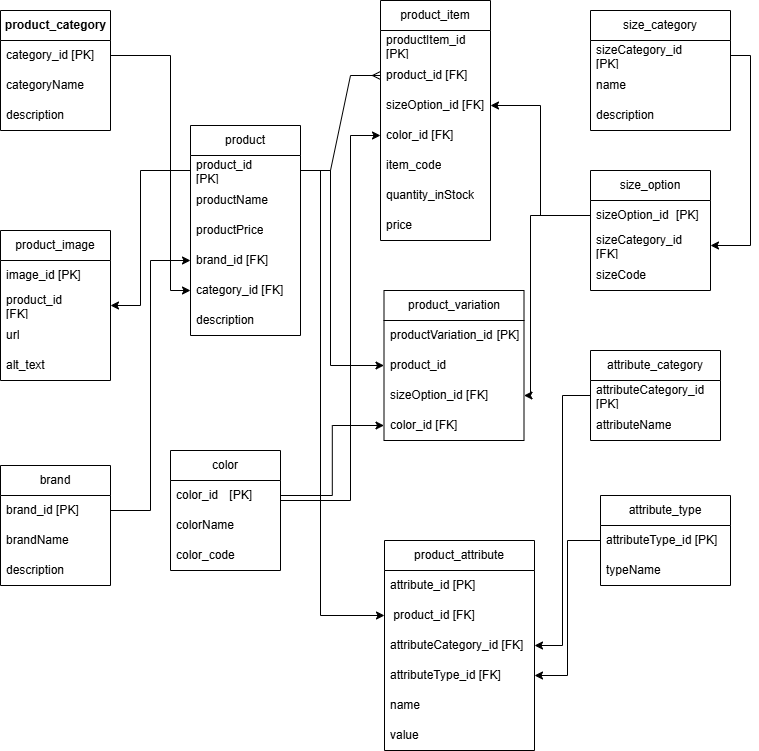 product_category
category_id [PK]
categoryName
description
product_image
image_id [PK]
product_id
[FK]
url
alt_text
brand
brand_id [PK]
brandName
description
product
product_id
[PK]
productName
productPrice
brand_id [FK]
category_id [FK]
description
color
color_id [PK]
colorName
color_code
product_item
productItem_id
[PK]
product_id [FK]
sizeOption_id [FK]
color_id [FK]
item_code
quantity_inStock
price
product_variation
productVariation_id [PK]
product_id
sizeOption_id [FK]
color_id [FK]
product_attribute
attribute_id [PK]
product_id [FK]
attributeCategory_id [FK]
attributeType_id [FK]
name
value
size_category
sizeCategory_id
[PK]
name
description
size_option
sizeOption_id [PK]
sizeCategory_id
[FK]
sizeCode
attribute_category
attributeCategory_id
[PK]
attributeName
attribute_type
attributeType_id [PK]
typeName